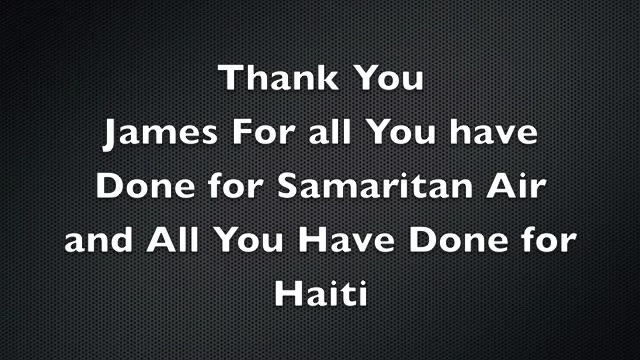 Thank You
James For all You have
Done for Samaritan Air
and All You Have Done for
Haiti